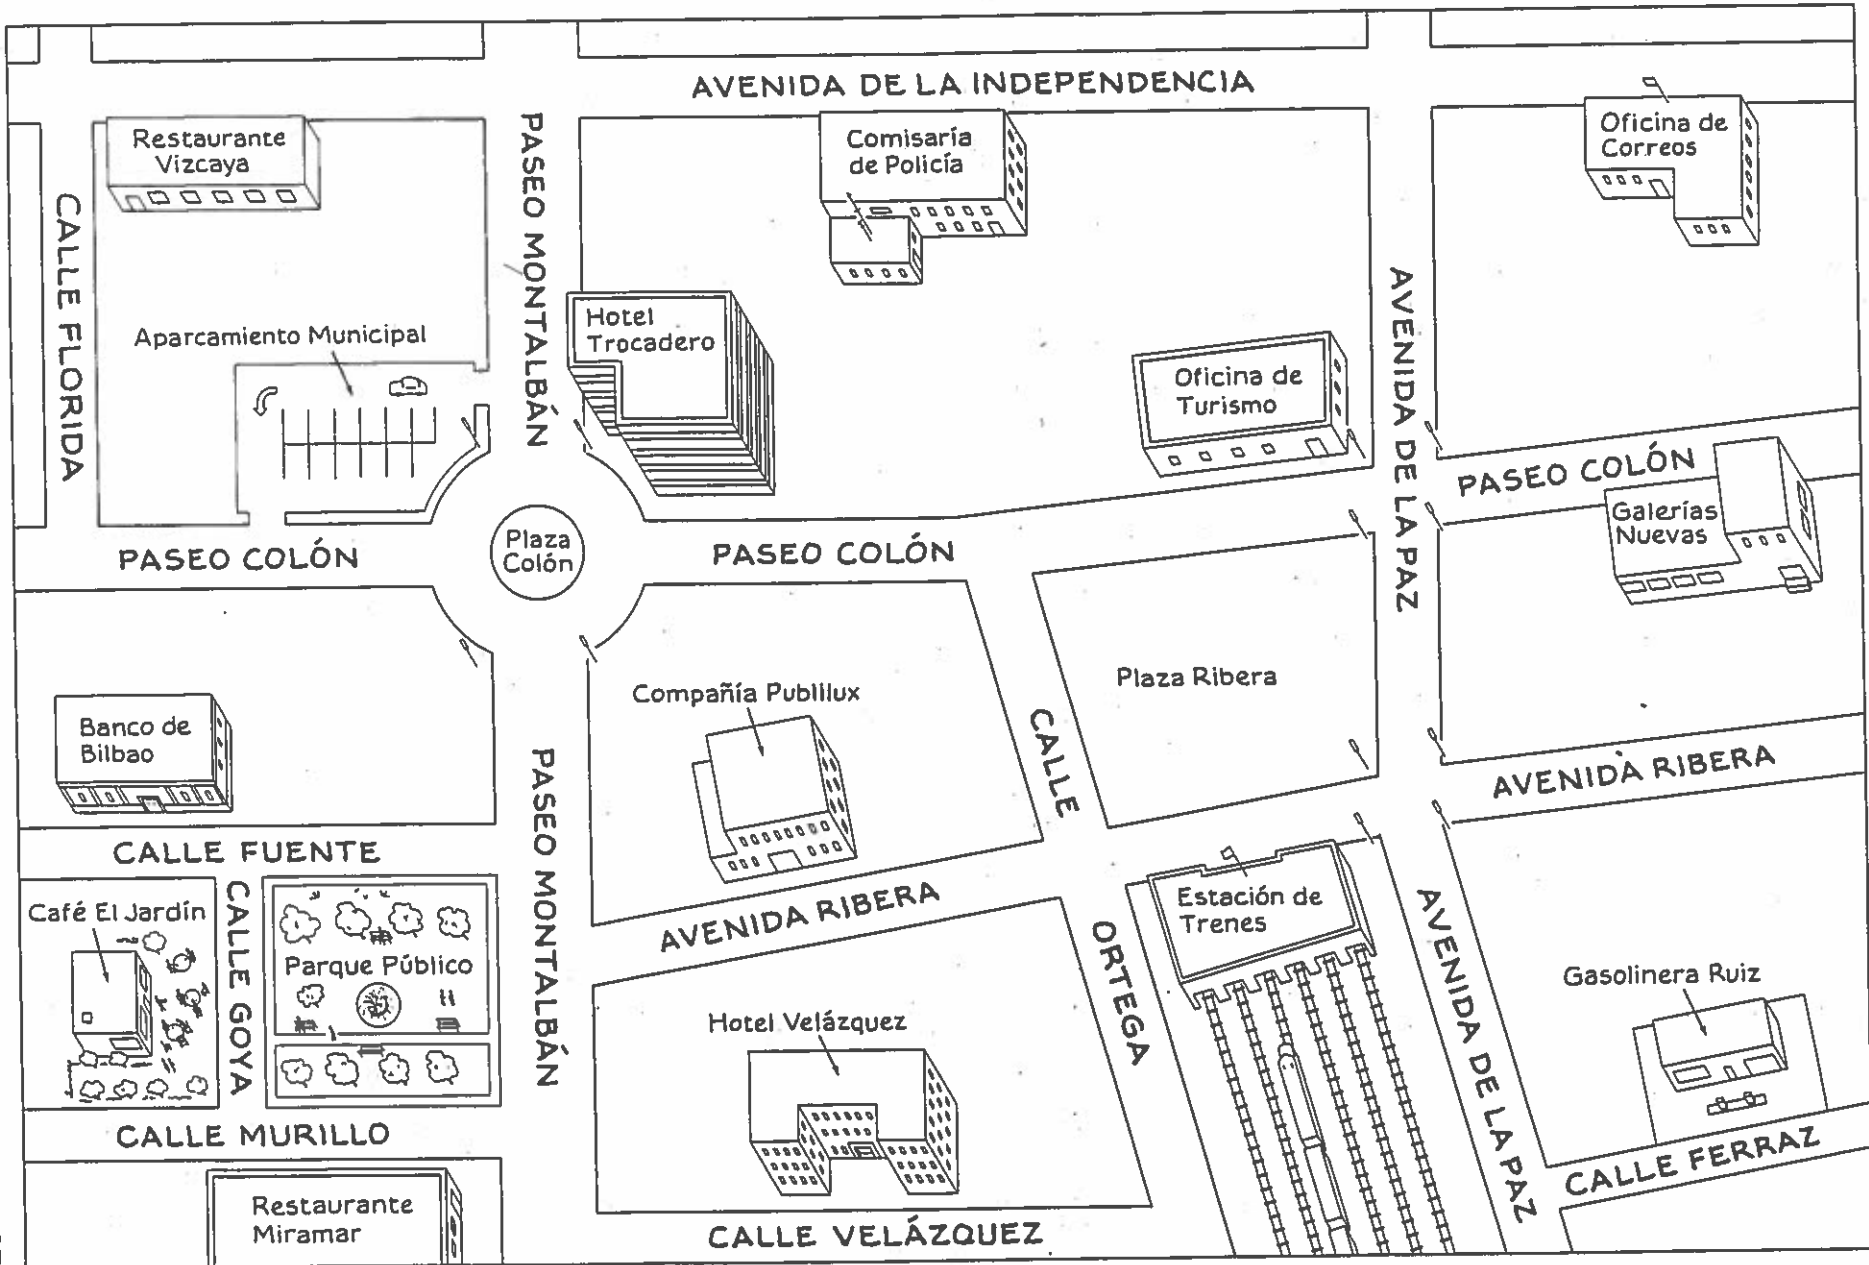 AVENIDA DE LA INDEPENDENCIA
Restaurante
Vizcaya
PASEO MONTALBÁN
Comisaría
de Policía
Oficina de
Correos
CALLE FLORIDA
Aparcamiento Municipal
Hotel
Trocadero
Oficina de
Turismo
AVENIDA DE LA PAZ
PASEO COLÓN
Galerías
Nuevas
PASEO COLÓN
Plaza
Colón
PASEO COLÓN
Plaza Ribera
Compañía Publilux
CALLE
Banco de
Bilbao
PASEO MONTALBÁN
AVENIDA RIBERA
CALLE FUENTE
CALLE GOYA
Café El Jardín
Parque Público
AVENIDA RIBERA
ORTEGA
Estación de
Trenes
AVENIDA DE LA PAZ
Gasolinera Ruiz
Hotel Velázquez
CALLE MURILLO
CALLE FERRAZ
Restaurante
Miramar
CALLE VELÁZQUEZ